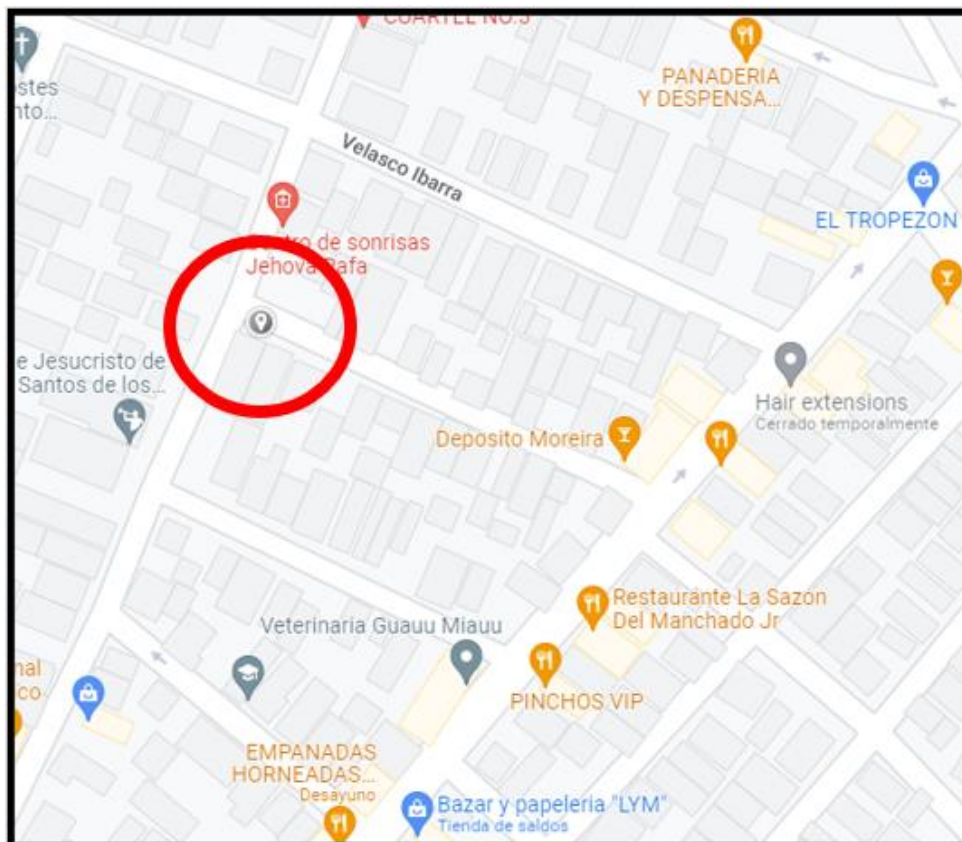 CUARTEL NO.3
PANADERIA
Y DESPENSA...
ostes
nto...
Velasco Ibarra
EL TROPEZON
Centro de sonrisas
Jehova Rafa
e Jesucristo de
Santos de los...
Hair extensions
Cerrado temporalmente
Deposito Moreira
Restaurante La Sazón
Del Manchado Jr
Veterinaria Guauu Miauu
nal
co
PINCHOS VIP
EMPANADAS
HORNEADAS...
Desayuno
Bazar y papeleria "LYM"
Tienda de saldos